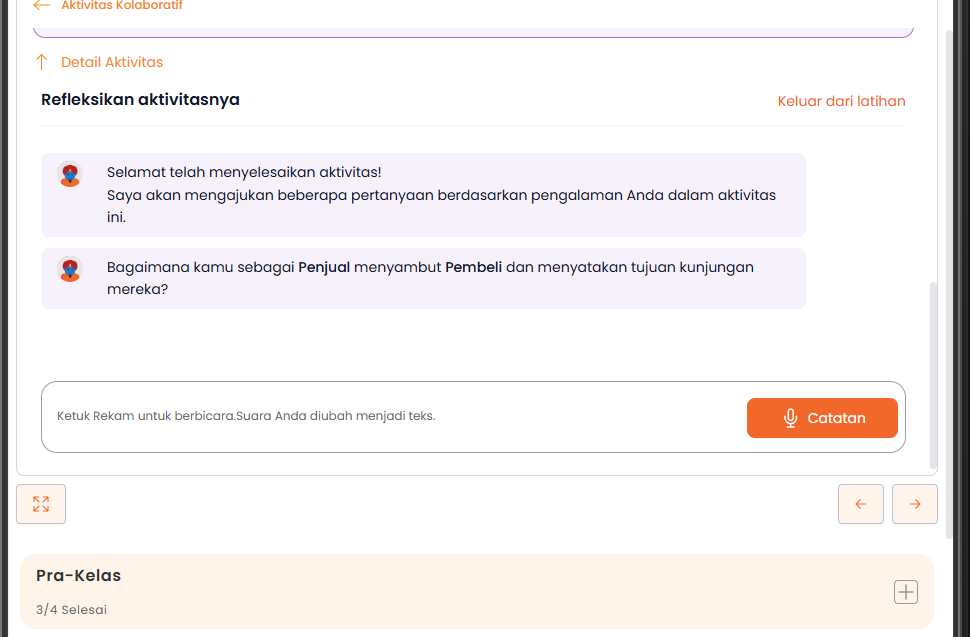 Aktivitas Kolaboratif
Detail Aktivitas
Refleksikan aktivitasnya
Keluar dari latihan
Selamat telah menyelesaikan aktivitas!
Saya akan mengajukan beberapa pertanyaan berdasarkan pengalaman Anda dalam aktivitas
ini.
Bagaimana kamu sebagai Penjual menyambut Pembeli dan menyatakan tujuan kunjungan
mereka?
Ketuk Rekam untuk berbicara.Suara Anda diubah menjadi teks.
Catatan
Pra-Kelas
3/4 Selesai